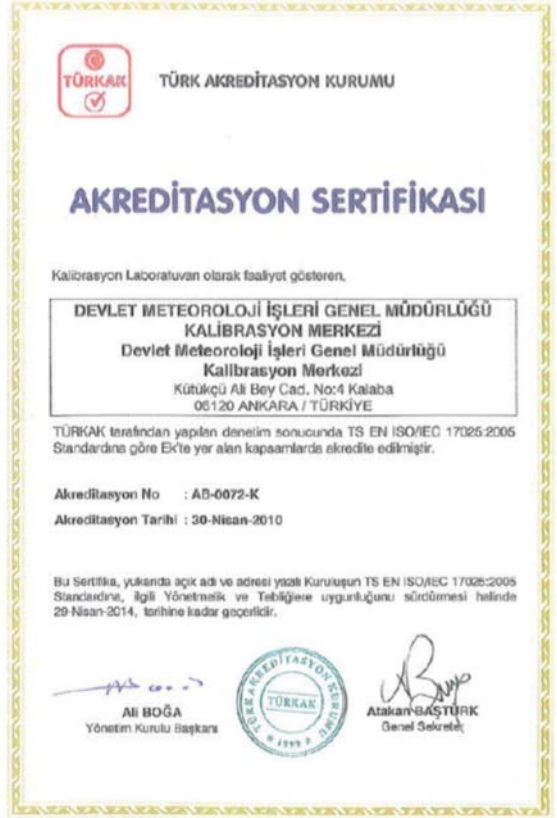 TÜRKAK
TÜRK AKREDİTASYON KURUMU
AKREDİTASYON SERTİFİKASI
Kalibrasyon Laboratuvarı olarak faaliyet gösteren,
DEVLET METEOROLOJİ İŞLERİ GENEL MÜDÜRLÜĞÜ
KALİBRASYON MERKEZİ
Devlet Meteoroloji İşleri Genel Müdürlüğü
Kalibrasyon Merkezi
Kütükçü Ali Bey Cad. No:4 Kalaba
06120 ANKARA / TÜRKİYE
TÜRKAK tarafından yapılan denetim sonucunda TS EN ISO/IEC 17025:2005
Standardına göre Ek'te yer alan kapsamlarda akredite edilmiştir.
Akreditasyon No : AB-0072-K
Akreditasyon Tarihi : 30-Nisan-2010
Bu Sertifika, yukarıda açık adı ve adresi yazılı Kuruluşun TS EN ISO/IEC 17025:2005
Standardına, ilgili Yönetmelik ve Tebliğlere uygunluğunu sürdürmesi halinde
29-Nisan-2014, tarihine kadar geçerlidir.
TÜRK AKREDİTASYON KURUMU
TÜRKAK
* 1999 *
Ali BOĞA
Yönetim Kurulu Başkanı
Atakan BAŞTÜRK
Genel Sekreter